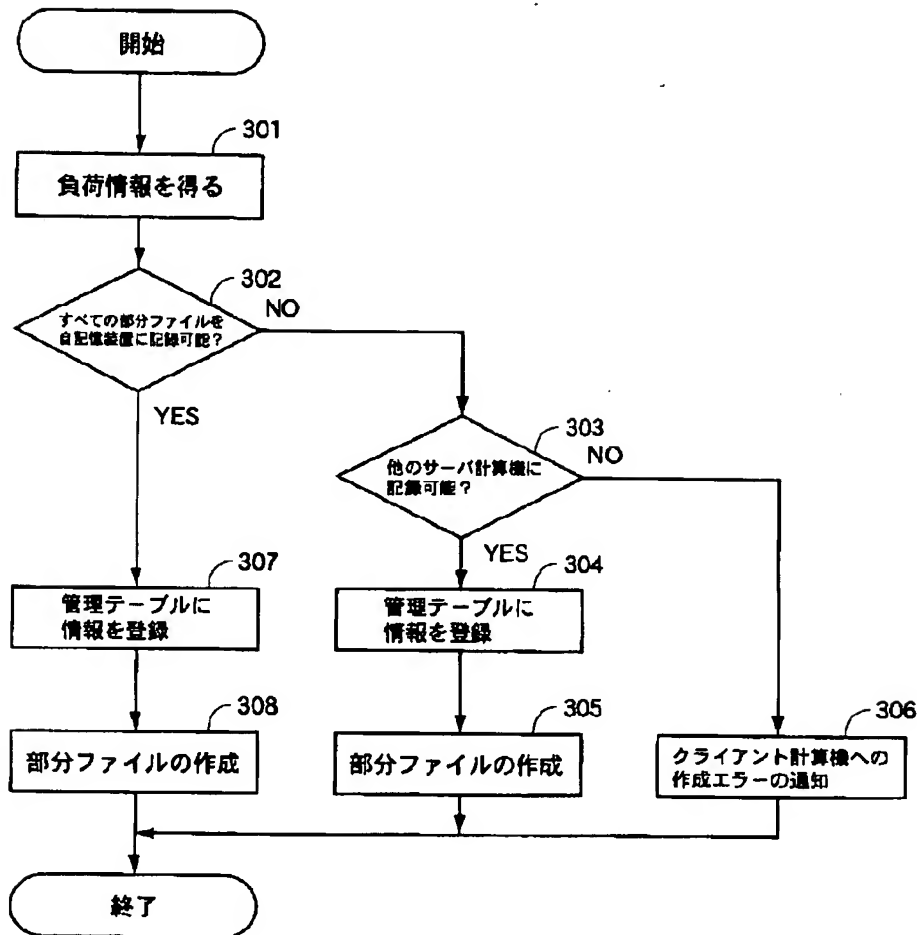 開始
301
負荷情報を得る
302
すべての部分ファイルを
自記憶装置に記録可能？
NO
YES
303
他のサーバ計算機に
記録可能？
NO
YES
307
管理テーブルに
情報を登録
304
管理テーブルに
情報を登録
308
部分ファイルの作成
305
部分ファイルの作成
306
クライアント計算機への
作成エラーの通知
終了